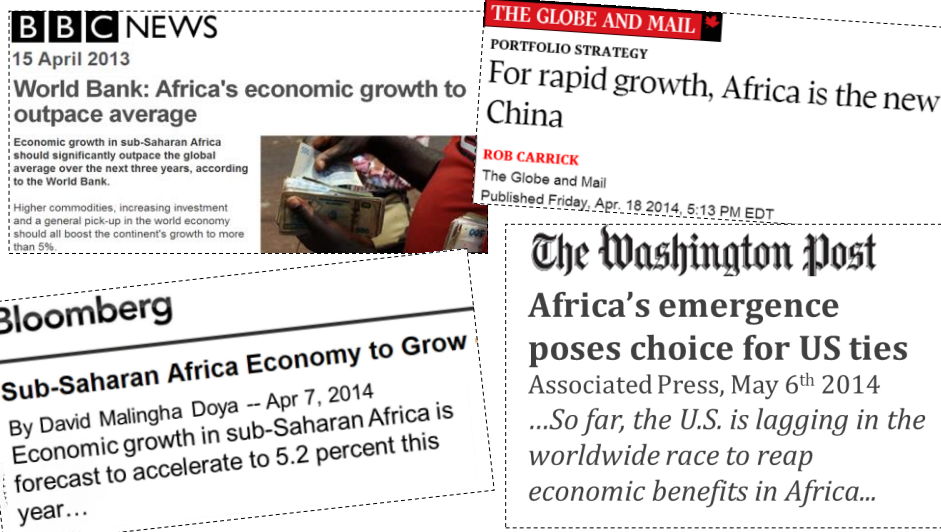 BBC NEWS
15 April 2013
World Bank: Africa's economic growth to
outpace average
Economic growth in sub-Saharan Africa
should significantly outpace the global
average over the next three years, according
to the World Bank.
Higher commodities, increasing investment
and a general pick-up in the world economy
should all boost the continent's growth to more
than 5%.
THE GLOBE AND MAIL
PORTFOLIO STRATEGY
For rapid growth, Africa is the new
China
ROB CARRICK
The Globe and Mail
Published Friday, Apr. 18 2014, 5:13 PM EDT
Bloomberg
Sub-Saharan Africa Economy to Grow
By David Malingha Doya -- Apr 7, 2014
Economic growth in sub-Saharan Africa is
forecast to accelerate to 5.2 percent this
year…
The Washington Post
Africa’s emergence
poses choice for US ties
Associated Press, May 6th 2014
…So far, the U.S. is lagging in the
worldwide race to reap
economic benefits in Africa...